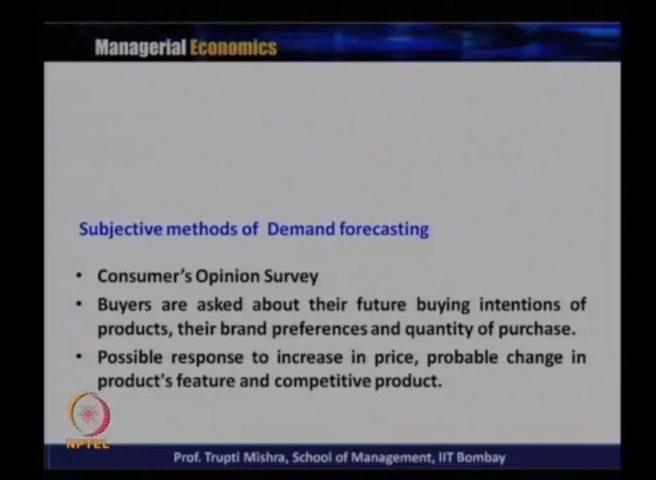 Managerial Economics
Subjective methods of Demand forecasting
• Consumer's Opinion Survey
• Buyers are asked about their future buying intentions of
products, their brand preferences and quantity of purchase.
• Possible response to increase in price, probable change in
product's feature and competitive product.
NPTEL
Prof. Trupti Mishra, School of Management, IIT Bombay